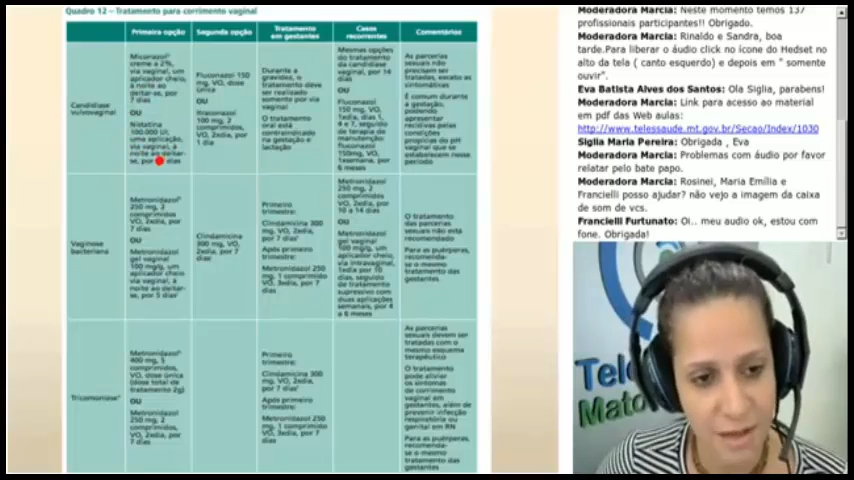 Quadro 12 – Tratamento para corrimento vaginal
Primeira opção
Segunda opção
Tratamento
em gestantes
Casos
recorrentes
Comentários
Candidíase
vulvovaginal
Miconazol
creme a 2%,
via vaginal, um
aplicador cheio,
à noite ao
deitar-se, por
7 dias
OU
Nistatina
100.000 UI,
uma aplicação,
via vaginal, à
noite ao deitar-
se, por dias
Fluconazol 150
mg, VO, dose
única
OU
Itraconazol
100 mg, 2
comprimidos,
VO, 2x/dia, por
1 dia
Durante a
gravidez, o
tratamento deve
ser realizado
somente por via
vaginal
O tratamento
oral está
contraindicado
na gestação e
lactação
Mesmas opções
do tratamento
da candidíase
vaginal, por 14
dias
OU
Fluconazol
150 mg, VO,
1x/dia, dias 1,
4 e 7, seguido
de terapia de
manutenção:
fluconazol
150mg, VO,
1x/semana, por
6 meses
As parcerias
sexuais não
precisam ser
tratadas, exceto as
sintomáticas
É comum durante
a gestação,
podendo
apresentar
recidivas pelas
condições
propícias do pH
vaginal que se
estabelecem nesse
período
Vaginose
bacteriana
Metronidazol
250 mg, 2
comprimidos
VO, 2x/dia, por
7 dias
OU
Metronidazol
gel vaginal
100 mg/g, um
aplicador cheio
via vaginal, à
noite ao deitar-
se, por 5 dias
Clindamicina
300 mg, VO,
2x/dia, por 7
dias
Primeiro
trimestre:
Clindamicina 300
mg, VO, 2x/dia,
por 7 dias
Após primeiro
trimestre:
Metronidazol 250
mg, 1 comprimido
VO, 3x/dia, por 7
dias
Metronidazol
250 mg, 2
comprimidos
VO, 2x/dia, por
10 a 14 dias
OU
Metronidazol
gel vaginal
100 mg/g, um
aplicador cheio,
via intravaginal,
1x/dia por 10
dias, seguido
de tratamento
supressivo com
duas aplicações
semanais, por 4
a 6 meses
O tratamento
das parcerias
sexuais não está
recomendado
Para as puérperas,
recomenda-
se o mesmo
tratamento das
gestantes
Tricomoníase
Metronidazol
400 mg, 5
comprimidos,
VO, dose única
(dose total de
tratamento 2g)
OU
Metronidazol
250 mg, 2
comprimidos,
VO, 2x/dia, por
7 dias
Primeiro
trimestre:
Clindamicina 300
mg, VO, 2x/dia,
por 7 dias
Após primeiro
trimestre:
Metronidazol 250
mg, 1 comprimido
VO, 3x/dia, por 7
dias
As parcerias
sexuais devem ser
tratadas com o
mesmo esquema
terapêutico
O tratamento
pode aliviar
os sintomas
de corrimento
vaginal em
gestantes, além de
prevenir infecção
respiratória ou
genital em RN
Para as puérperas,
recomenda-
se o mesmo
tratamento das
gestantes
Moderadora Marcia: Neste momento temos 137
profissionais participantes!! Obrigado.
Moderadora Marcia: Rinaldo e Sandra, boa
tarde.Para liberar o áudio click no ícone do Hedset no
alto da tela ( canto esquerdo) e depois em " somente
ouvir".
Eva Batista Alves dos Santos: Ola Siglia, parabens!
Moderadora Marcia: Link para acesso ao material
em pdf das Web aulas:
http://www.telessaude.mt.gov.br/Secao/Index/1030
Siglia Maria Pereira: Obrigada , Eva
Moderadora Marcia: Problemas com áudio por favor
relatar pelo bate papo.
Moderadora Marcia: Rosinei, Maria Emília e
Francielli posso ajudar? não vejo a imagem da caixa
de som de vcs.
Francielli Furtunato: Oi.. meu audio ok, estou com
fone. Obrigada!
Tele
Mato